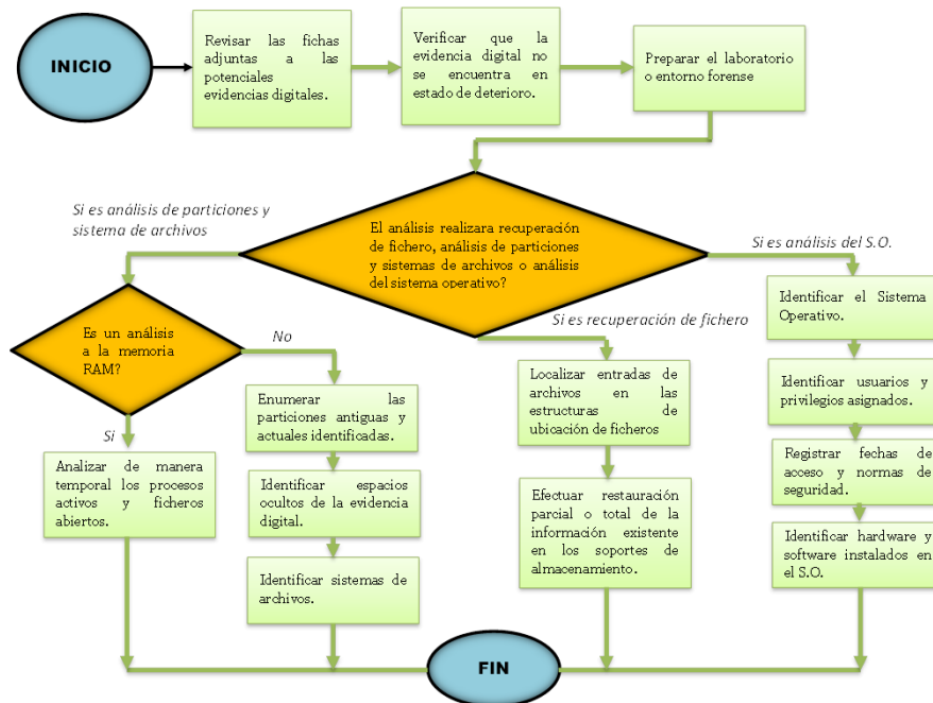 INICIO
Revisar las fichas
adjuntas a las
potenciales
evidencias digitales.
Verificar que la
evidencia digital no
se encuentra en
estado de deterioro.
Preparar el laboratorio
o entorno forense
Si es análisis de particiones y
sistema de archivos
El análisis realizara recuperación
de fichero, análisis de particiones
y sistemas de archivos o análisis
del sistema operativo?
Si es análisis del S.O.
Si es recuperación de fichero
Es un análisis
a la memoria
RAM?
No
Si
Analizar de manera
temporal los procesos
activos y ficheros
abiertos.
Enumerar las
particiones antiguas y
actuales identificadas.
Identificar espacios
ocultos de la evidencia
digital.
Identificar sistemas de
archivos.
Localizar entradas de
archivos en las
estructuras de
ubicación de ficheros
Efectuar restauración
parcial o total de la
información existente
en los soportes de
almacenamiento.
Identificar el Sistema
Operativo.
Identificar usuarios y
privilegios asignados.
Registrar fechas de
acceso y normas de
seguridad.
Identificar hardware y
software instalados en
el S.O.
FIN